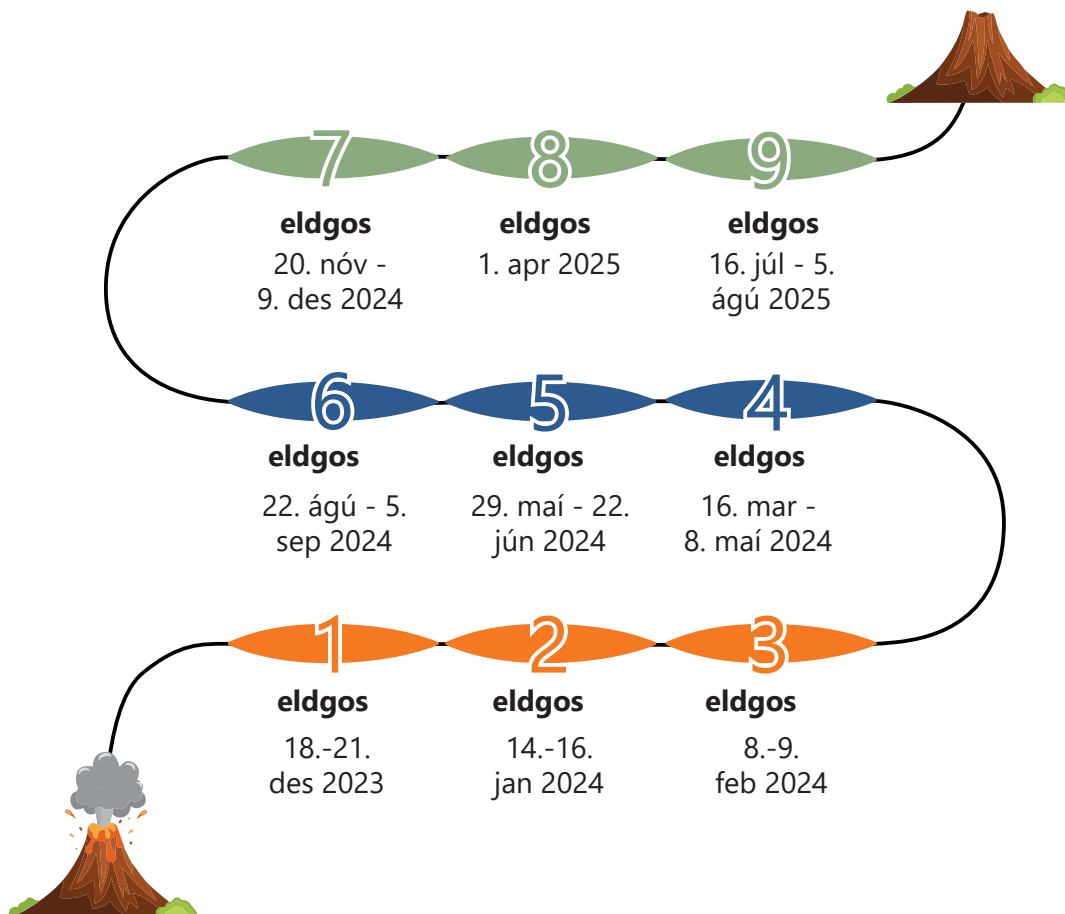 7
eldgos
20. nóv -
9. des 2024
8
eldgos
1. apr 2025
9
eldgos
16. júl - 5.
ágú 2025
6
eldgos
22. ágú - 5.
sep 2024
5
eldgos
29. maí - 22.
jún 2024
4
eldgos
16. mar -
8. maí 2024
1
eldgos
18.-21.
des 2023
2
eldgos
14.-16.
jan 2024
3
eldgos
8.-9.
feb 2024